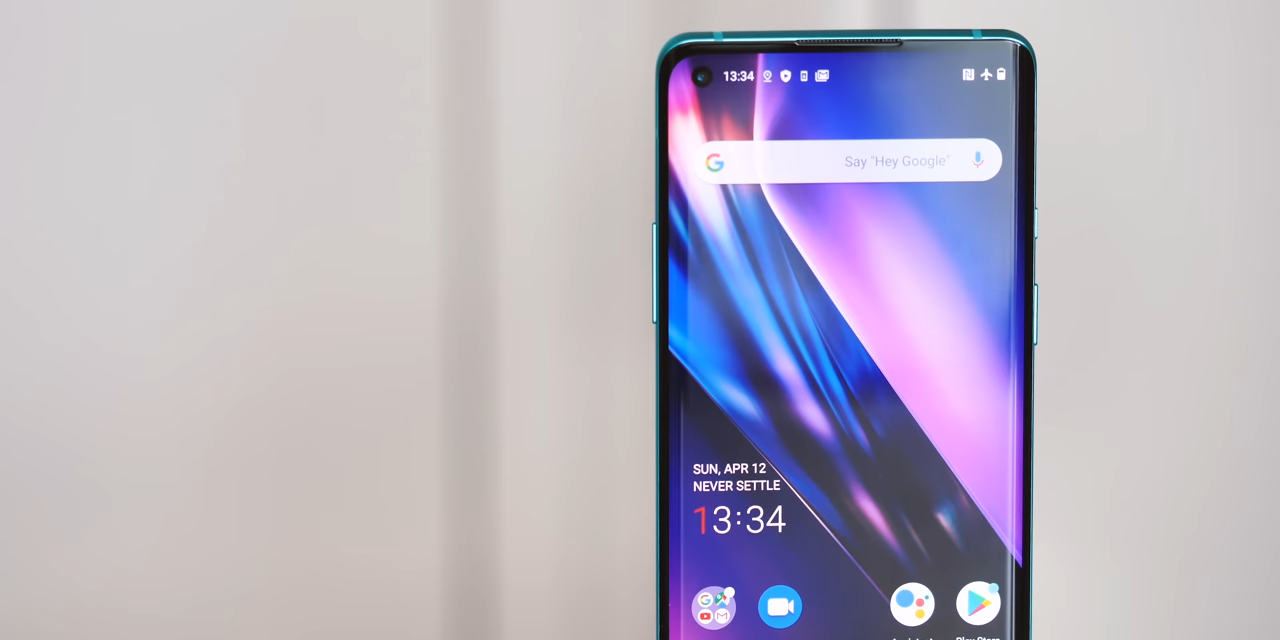 13:34
Say "Hey Google"
SUN, APR 12
NEVER SETTLE
13:34